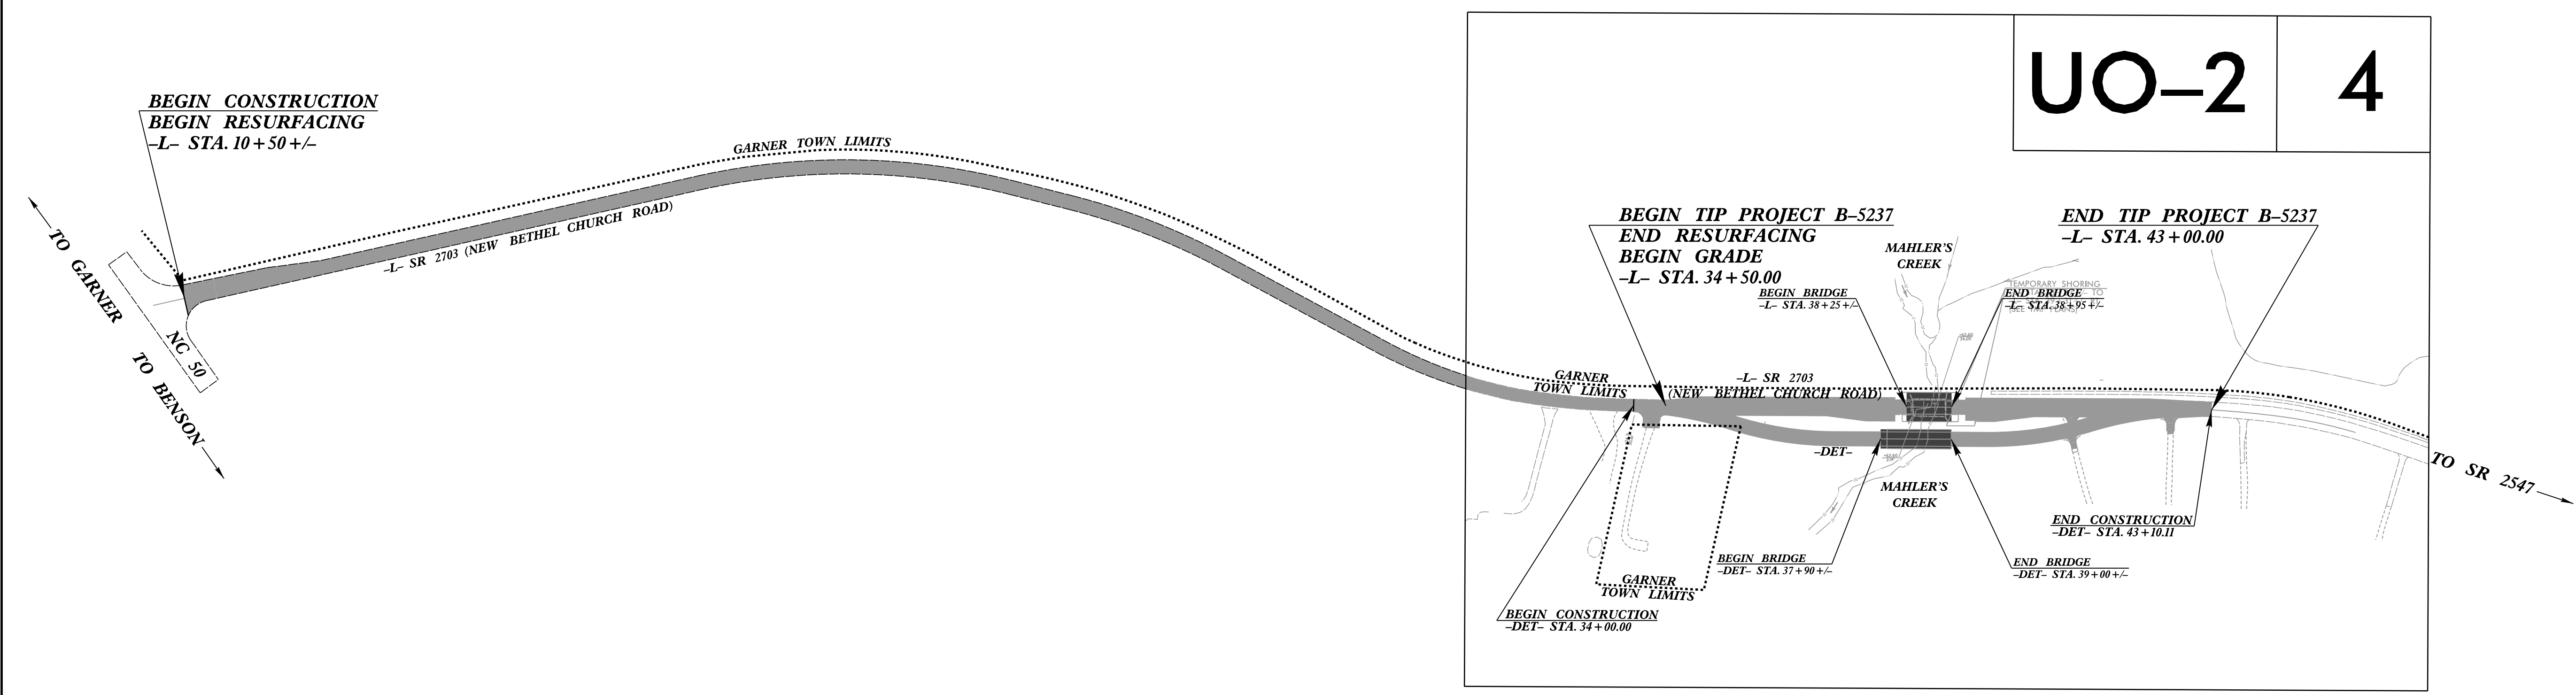 UO–2
4
BEGIN CONSTRUCTION
BEGIN RESURFACING
–L– STA. 10+50 +/–
GARNER TOWN LIMITS
–L– SR 2703 (NEW BETHEL CHURCH ROAD)
TO GARNER
NC 50
TO BENSON
BEGIN TIP PROJECT B–5237
END RESURFACING
BEGIN GRADE
–L– STA. 34+50.00
END TIP PROJECT B–5237
–L– STA. 43+00.00
MAHLER'S
CREEK
BEGIN BRIDGE
–L– STA. 38+25 +/–
TEMPORARY SHORING
END BRIDGE
–L– STA. 38+95 +/–
GARNER
TOWN LIMITS
–L– SR 2703
(NEW BETHEL CHURCH ROAD)
–DET–
MAHLER'S
CREEK
TO SR 2547
END CONSTRUCTION
–DET– STA. 43+10.11
BEGIN BRIDGE
–DET– STA. 37+90 +/–
END BRIDGE
–DET– STA. 39+00 +/–
GARNER
TOWN LIMITS
BEGIN CONSTRUCTION
–DET– STA. 34+00.00